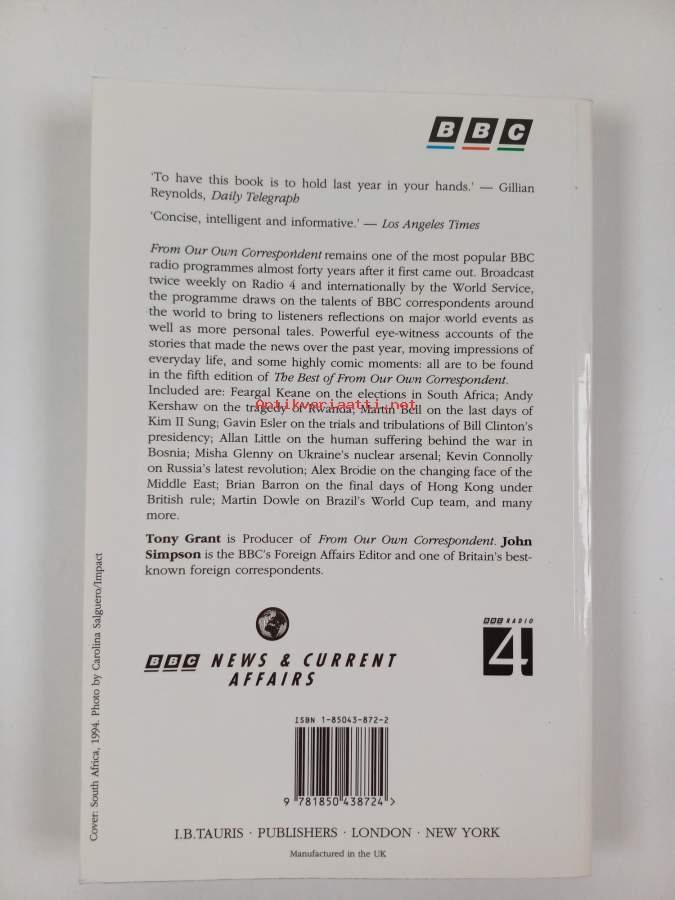 BBC
'To have this book is to hold last year in your hands.' — Gillian
Reynolds, Daily Telegraph
'Concise, intelligent and informative.' — Los Angeles Times
From Our Own Correspondent remains one of the most popular BBC
radio programmes almost forty years after it first came out. Broadcast
twice weekly on Radio 4 and internationally by the World Service,
the programme draws on the talents of BBC correspondents around
the world to bring to listeners reflections on major world events as
well as more personal tales. Powerful eye-witness accounts of the
stories that made the news over the past year, moving impressions of
everyday life, and some highly comic moments: all are to be found
in the fifth edition of The Best of From Our Own Correspondent.
Included are: Feargal Keane on the elections in South Africa; Andy
Kershaw on the tragedy of Rwanda; Martin Bell on the last days of
Antikvariaatti.net
Kim Il Sung; Gavin Esler on the trials and tribulations of Bill Clinton's
presidency; Allan Little on the human suffering behind the war in
Bosnia; Misha Glenny on Ukraine's nuclear arsenal; Kevin Connolly
on Russia's latest revolution; Alex Brodie on the changing face of the
Middle East; Brian Barron on the final days of Hong Kong under
British rule; Martin Dowle on Brazil's World Cup team, and many
more.
Tony Grant is Producer of From Our Own Correspondent. John
Simpson is the BBC's Foreign Affairs Editor and one of Britain's best-
known foreign correspondents.
Cover: South Africa, 1994. Photo by Carolina Salguero/Impact
BBC NEWS & CURRENT
AFFAIRS
BBC RADIO
4
ISBN 1-85043-872-2
9 781850 438724 >
I.B.TAURIS · PUBLISHERS · LONDON · NEW YORK
Manufactured in the UK